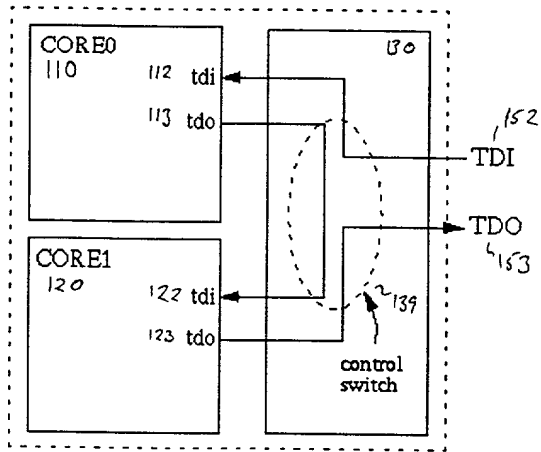 CORE0
110
112 tdi
113 tdo
130
152
TDI
TDO
153
CORE1
120
122 tdi
123 tdo
139
control
switch